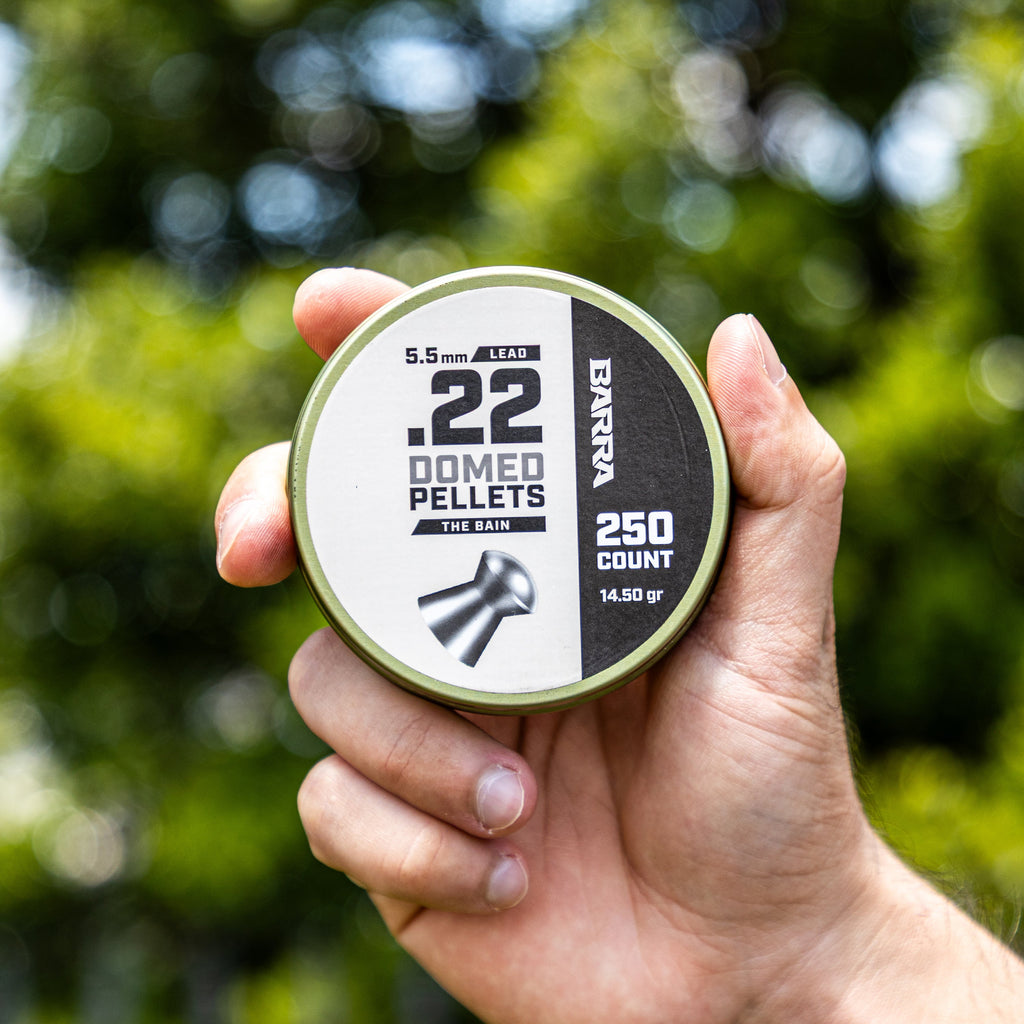 5.5mm LEAD
.22
DOMED
PELLETS
THE BAIN
BARRA
250
COUNT
14.50 gr